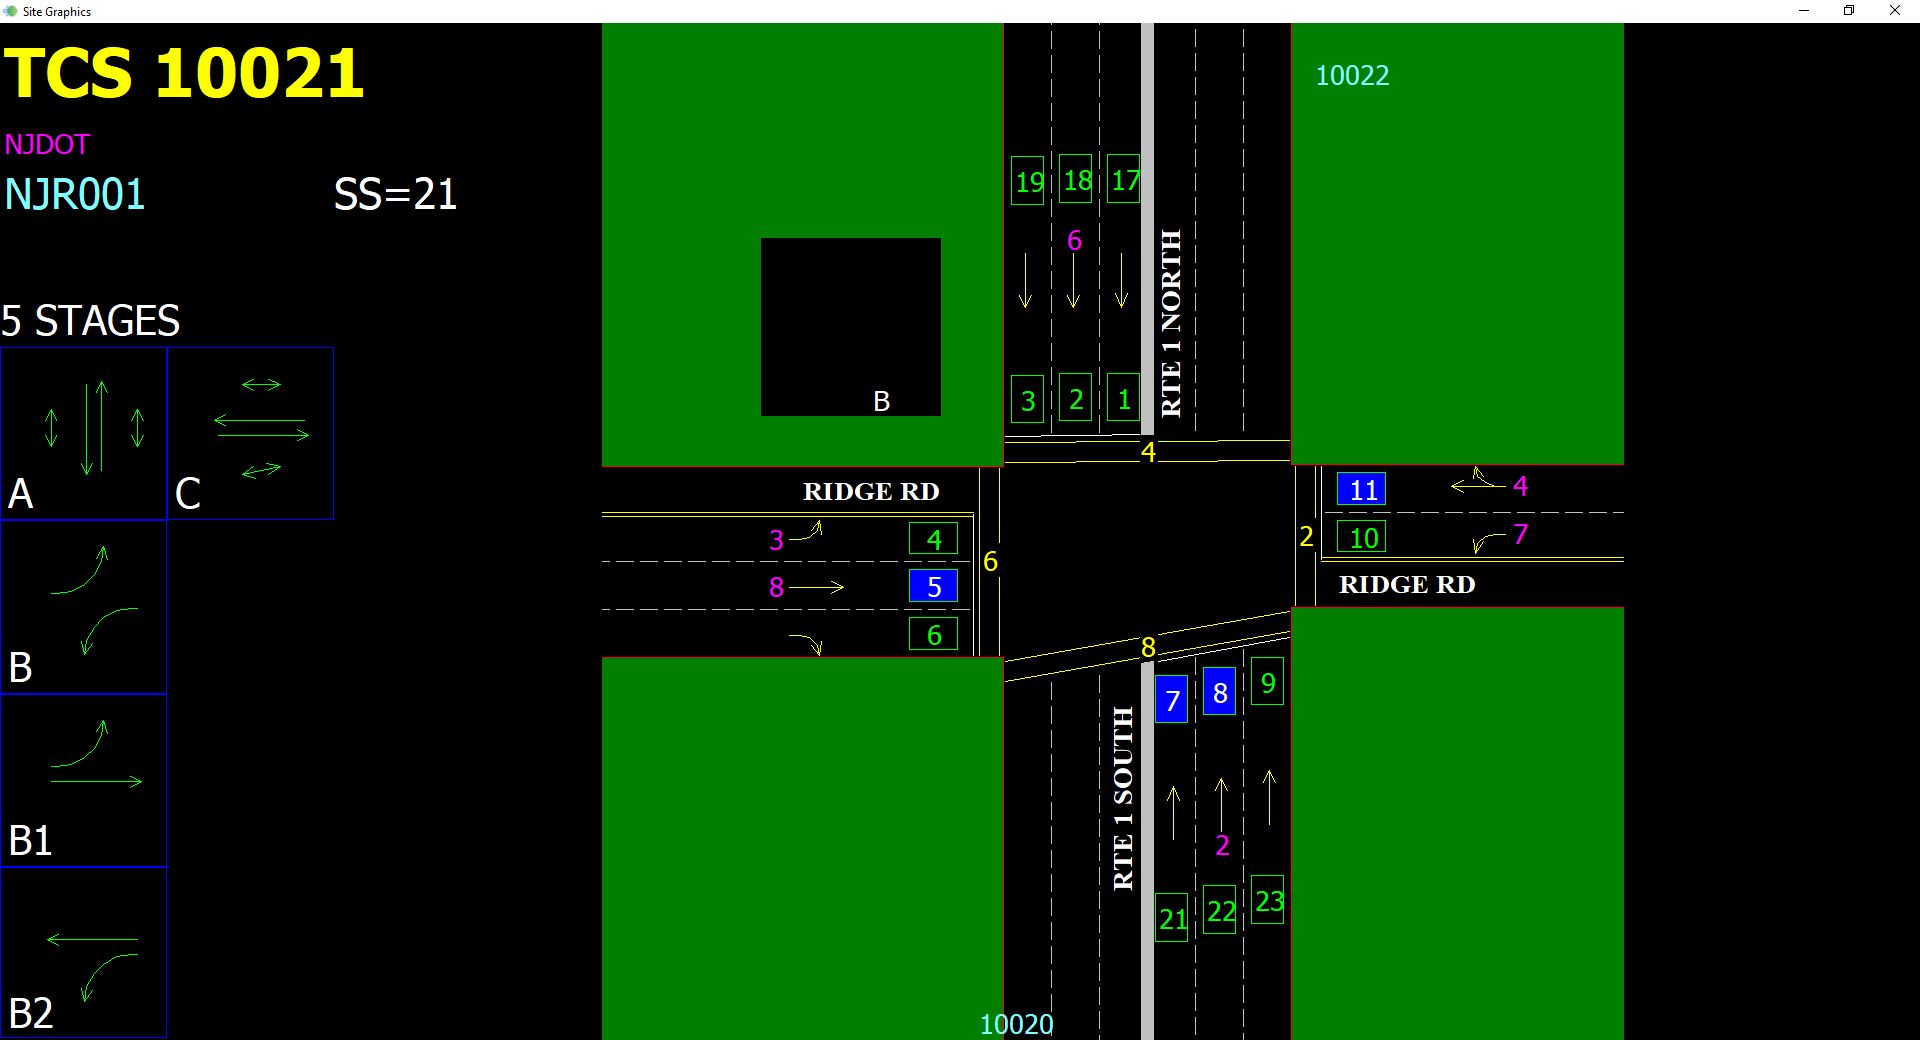 Site Graphics
TCS 10021
NJDOT
NJR001 SS=21
5 STAGES
A
C
B
B1
B2
10022
19 18 17
6
RTE 1 NORTH
B
3 2 1
4
RIDGE RD
3 4
8 5
6
6
11 4
2
10 7
RIDGE RD
8
7 8 9
RTE 1 SOUTH
2
21 22 23
10020